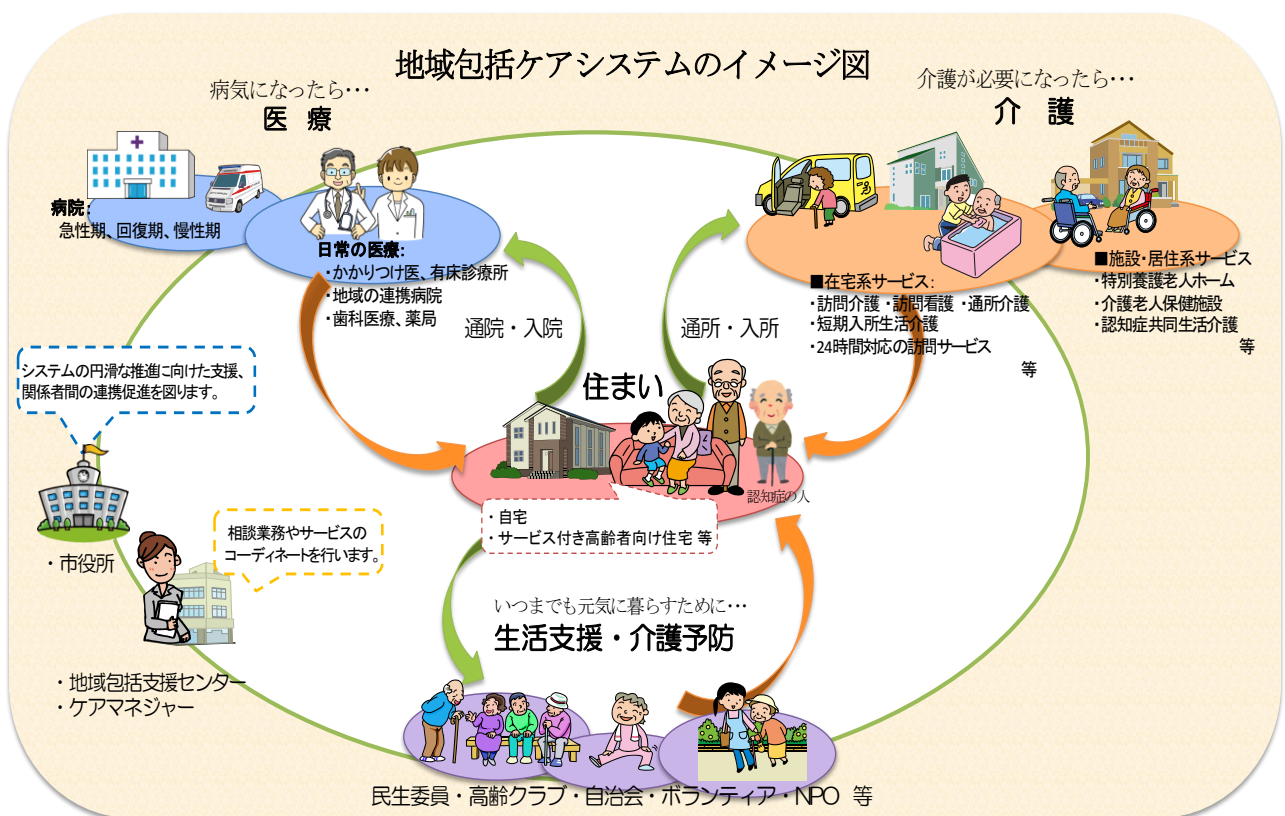 地域包括ケアシステムのイメージ図
病気になったら･･･
医 療
介護が必要になったら･･･
介 護
病院：
急性期、回復期、慢性期
日常の医療：
・かかりつけ医、有床診療所
・地域の連携病院
・歯科医療、薬局
■在宅系サービス：
・訪問介護 ・訪問看護 ・通所介護
・短期入所生活介護
・24時間対応の訪問サービス
等
■施設・居住系サービス
・特別養護老人ホーム
・介護老人保健施設
・認知症共同生活介護
等
通院・入院
通所・入所
システムの円滑な推進に向けた支援、
関係者間の連携促進を図ります。
・市役所
住まい
認知症の人
・自宅
・サービス付き高齢者向け住宅 等
相談業務やサービスの
コーディネートを行います。
・地域包括支援センター
・ケアマネジャー
いつまでも元気に暮らすために･･･
生活支援・介護予防
民生委員・高齢クラブ・自治会・ボランティア・NPO 等